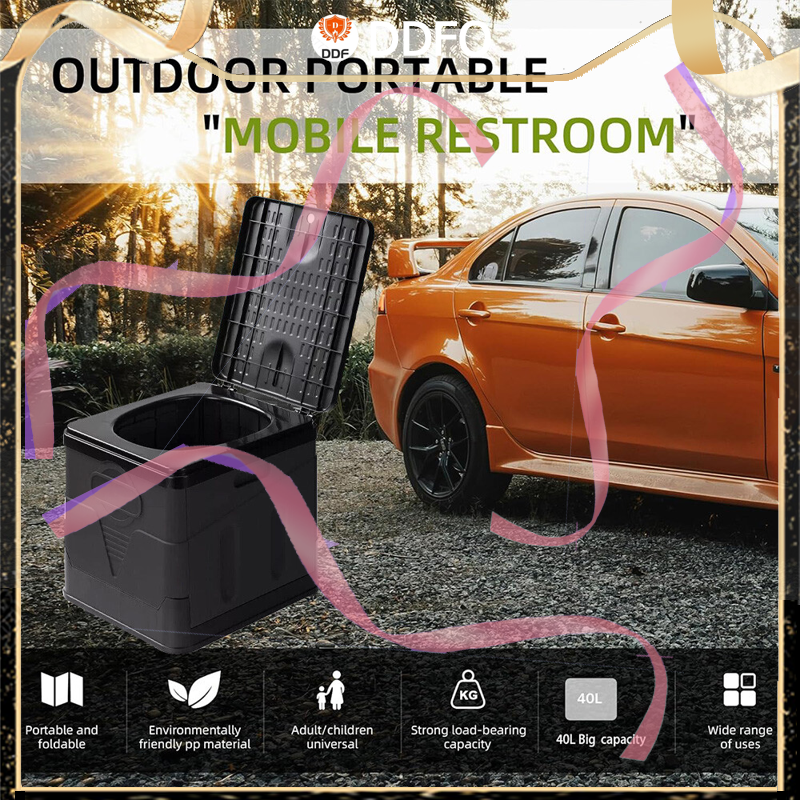 D
DDF
DDFQ
OUTDOOR PORTABLE
"MOBILE RESTROOM"
Portable and
foldable
Environmentally
friendly pp material
Adult/children
universal
KG
Strong load-bearing
capacity
40L
40L Big capacity
Wide range
of uses